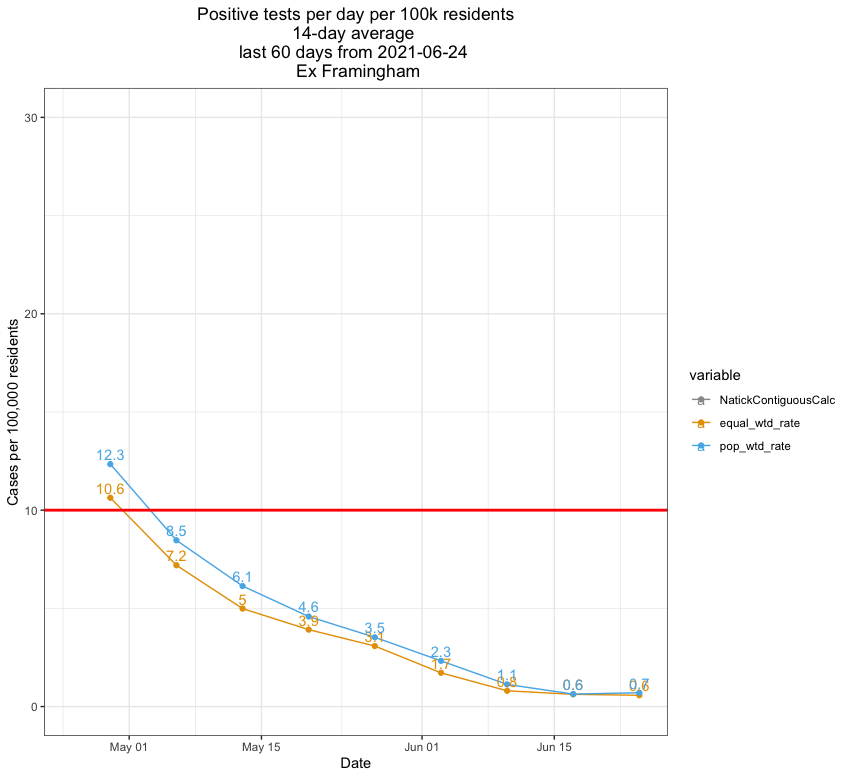 Positive tests per day per 100k residents
14-day average
last 60 days from 2021-06-24
Ex Framingham
Cases per 100,000 residents
30
20
10
0
12.3
10.6
8.5
7.2
6.1
5
4.6
3.9
3.5
3.1
2.3
1.7
1.1
0.8
0.6
0.6
0.7
0.6
May 01
May 15
Jun 01
Jun 15
Date
variable
a NatickContiguousCalc
a equal_wtd_rate
a pop_wtd_rate